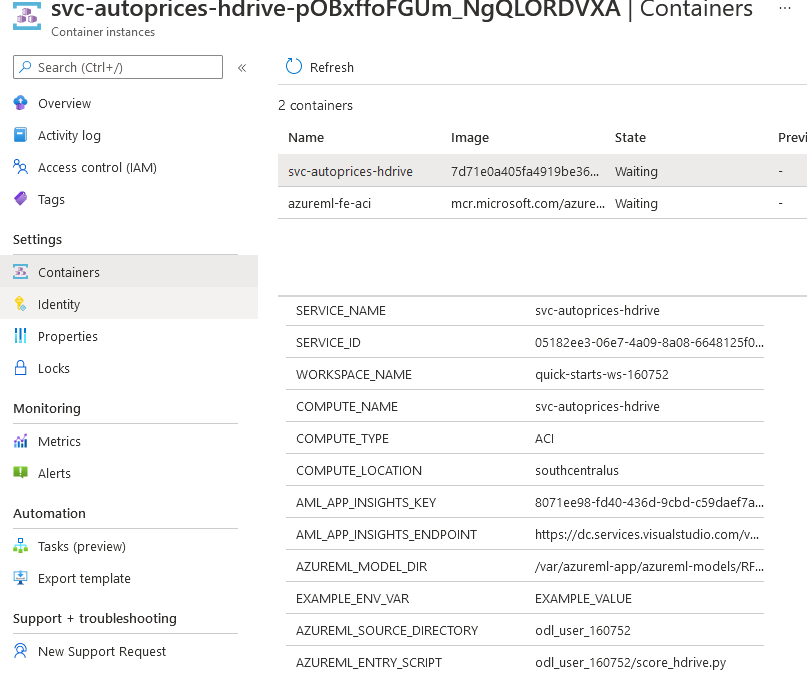 svc-autoprices-hdrive-pOBxffoFGUm_NgQLORDVXA | Containers ...
Container instances
Search (Ctrl+/)
«
Overview
Activity log
Access control (IAM)
Tags
Settings
Containers
Identity
Properties
Locks
Monitoring
Metrics
Alerts
Automation
Tasks (preview)
Export template
Support + troubleshooting
New Support Request
Refresh
2 containers
Name Image State Previ
svc-autoprices-hdrive 7d71e0a405fa4919be36... Waiting -
azureml-fe-aci mcr.microsoft.com/azure... Waiting -
SERVICE_NAME svc-autoprices-hdrive
SERVICE_ID 05182ee3-06e7-4a09-8a08-6648125f0...
WORKSPACE_NAME quick-starts-ws-160752
COMPUTE_NAME svc-autoprices-hdrive
COMPUTE_TYPE ACI
COMPUTE_LOCATION southcentralus
AML_APP_INSIGHTS_KEY 8071ee98-fd40-436d-9cbd-c59daef7a...
AML_APP_INSIGHTS_ENDPOINT https://dc.services.visualstudio.com/v...
AZUREML_MODEL_DIR /var/azureml-app/azureml-models/RF...
EXAMPLE_ENV_VAR EXAMPLE_VALUE
AZUREML_SOURCE_DIRECTORY odl_user_160752
AZUREML_ENTRY_SCRIPT odl_user_160752/score_hdrive.py